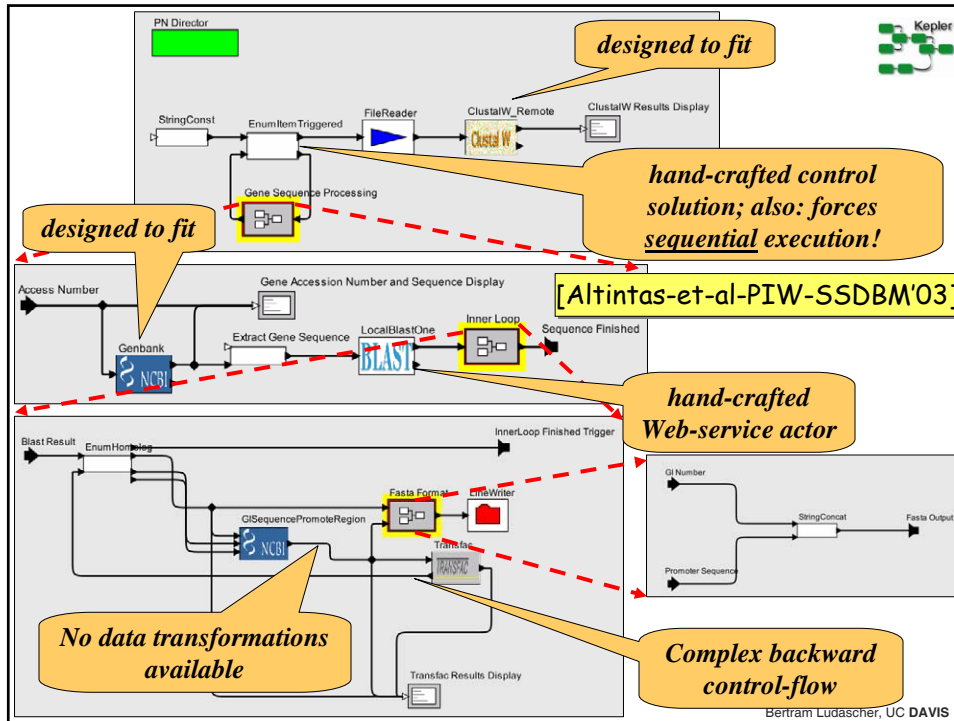 PN Director
designed to fit
Kepler
StringConst
EnumItemTriggered
FileReader
ClustalW_Remote
ClustalW Results Display
Clustal W
Gene Sequence Processing
hand-crafted control
solution; also: forces
sequential execution!
designed to fit
[Altintas-et-al-PIW-SSDBM'03]
Access Number
Gene Accession Number and Sequence Display
Genbank
NCBI
Extract Gene Sequence
LocalBlastOne
BLAST
Inner Loop
Sequence Finished
hand-crafted
Web-service actor
Blast Result
EnumHomolog
InnerLoop Finished Trigger
GISequencePromoteRegion
NCBI
Fasta Format
LineWriter
Transfac
TRANSFAC
No data transformations
available
Transfac Results Display
Complex backward
control-flow
GI Number
StringConcat
Fasta Output
Promoter Sequence
Bertram Ludascher, UC DAVIS